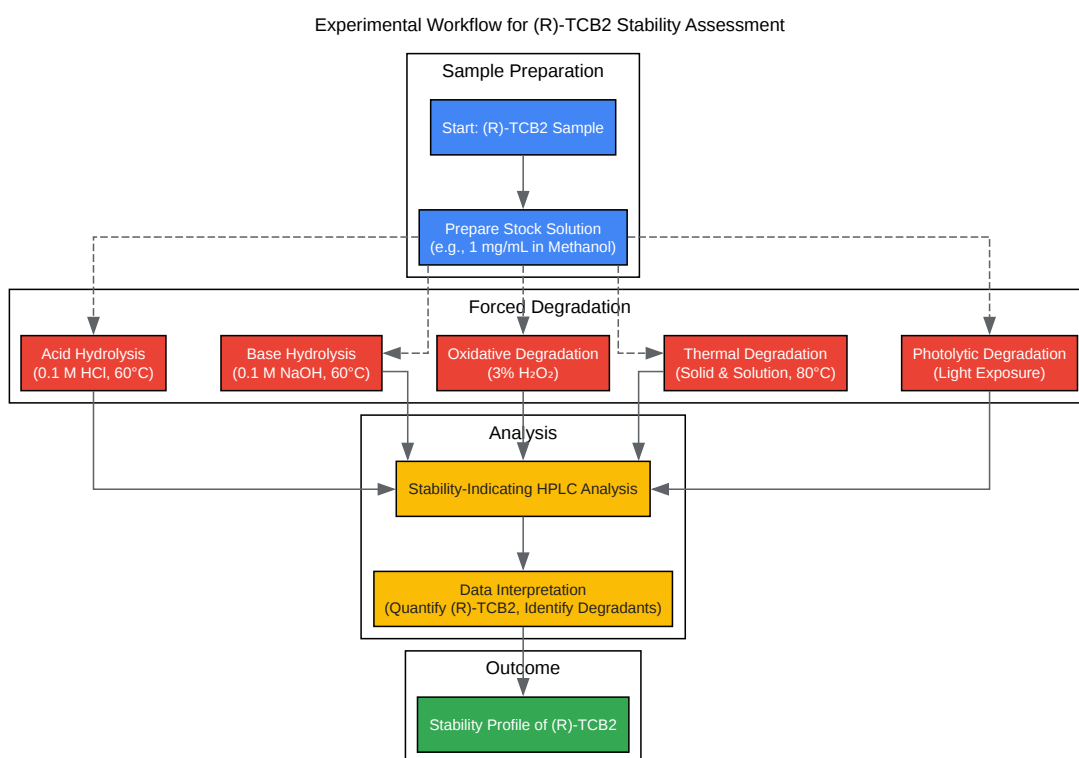 Experimental Workflow for (R)-TCB2 Stability Assessment
Sample Preparation
Start: (R)-TCB2 Sample
Prepare Stock Solution
(e.g., 1 mg/mL in Methanol)
Forced Degradation
Acid Hydrolysis
(0.1 M HCl, 60°C)
Base Hydrolysis
(0.1 M NaOH, 60°C)
Oxidative Degradation
(3% H₂O₂)
Thermal Degradation
(Solid & Solution, 80°C)
Photolytic Degradation
(Light Exposure)
Analysis
Stability-Indicating HPLC Analysis
Data Interpretation
(Quantify (R)-TCB2, Identify Degradants)
Outcome
Stability Profile of (R)-TCB2